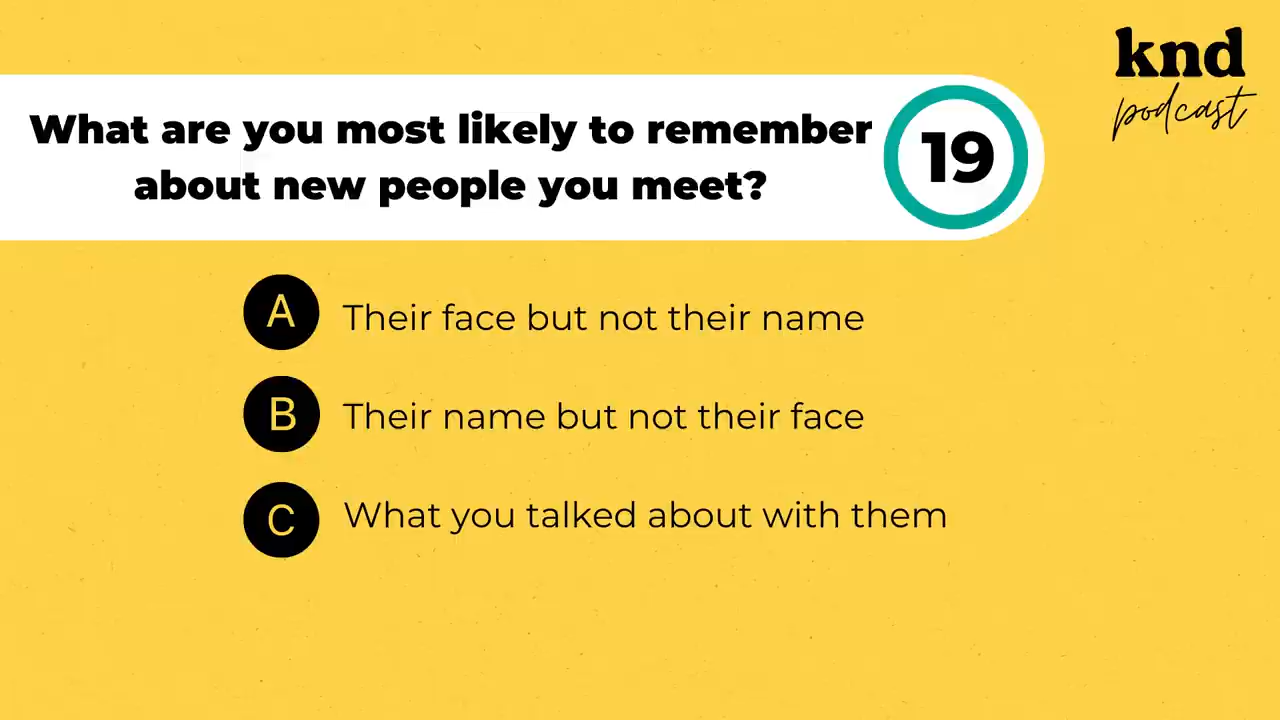 knd
podcast
What are you most likely to remember
about new people you meet?
19
A Their face but not their name
B Their name but not their face
C What you talked about with them